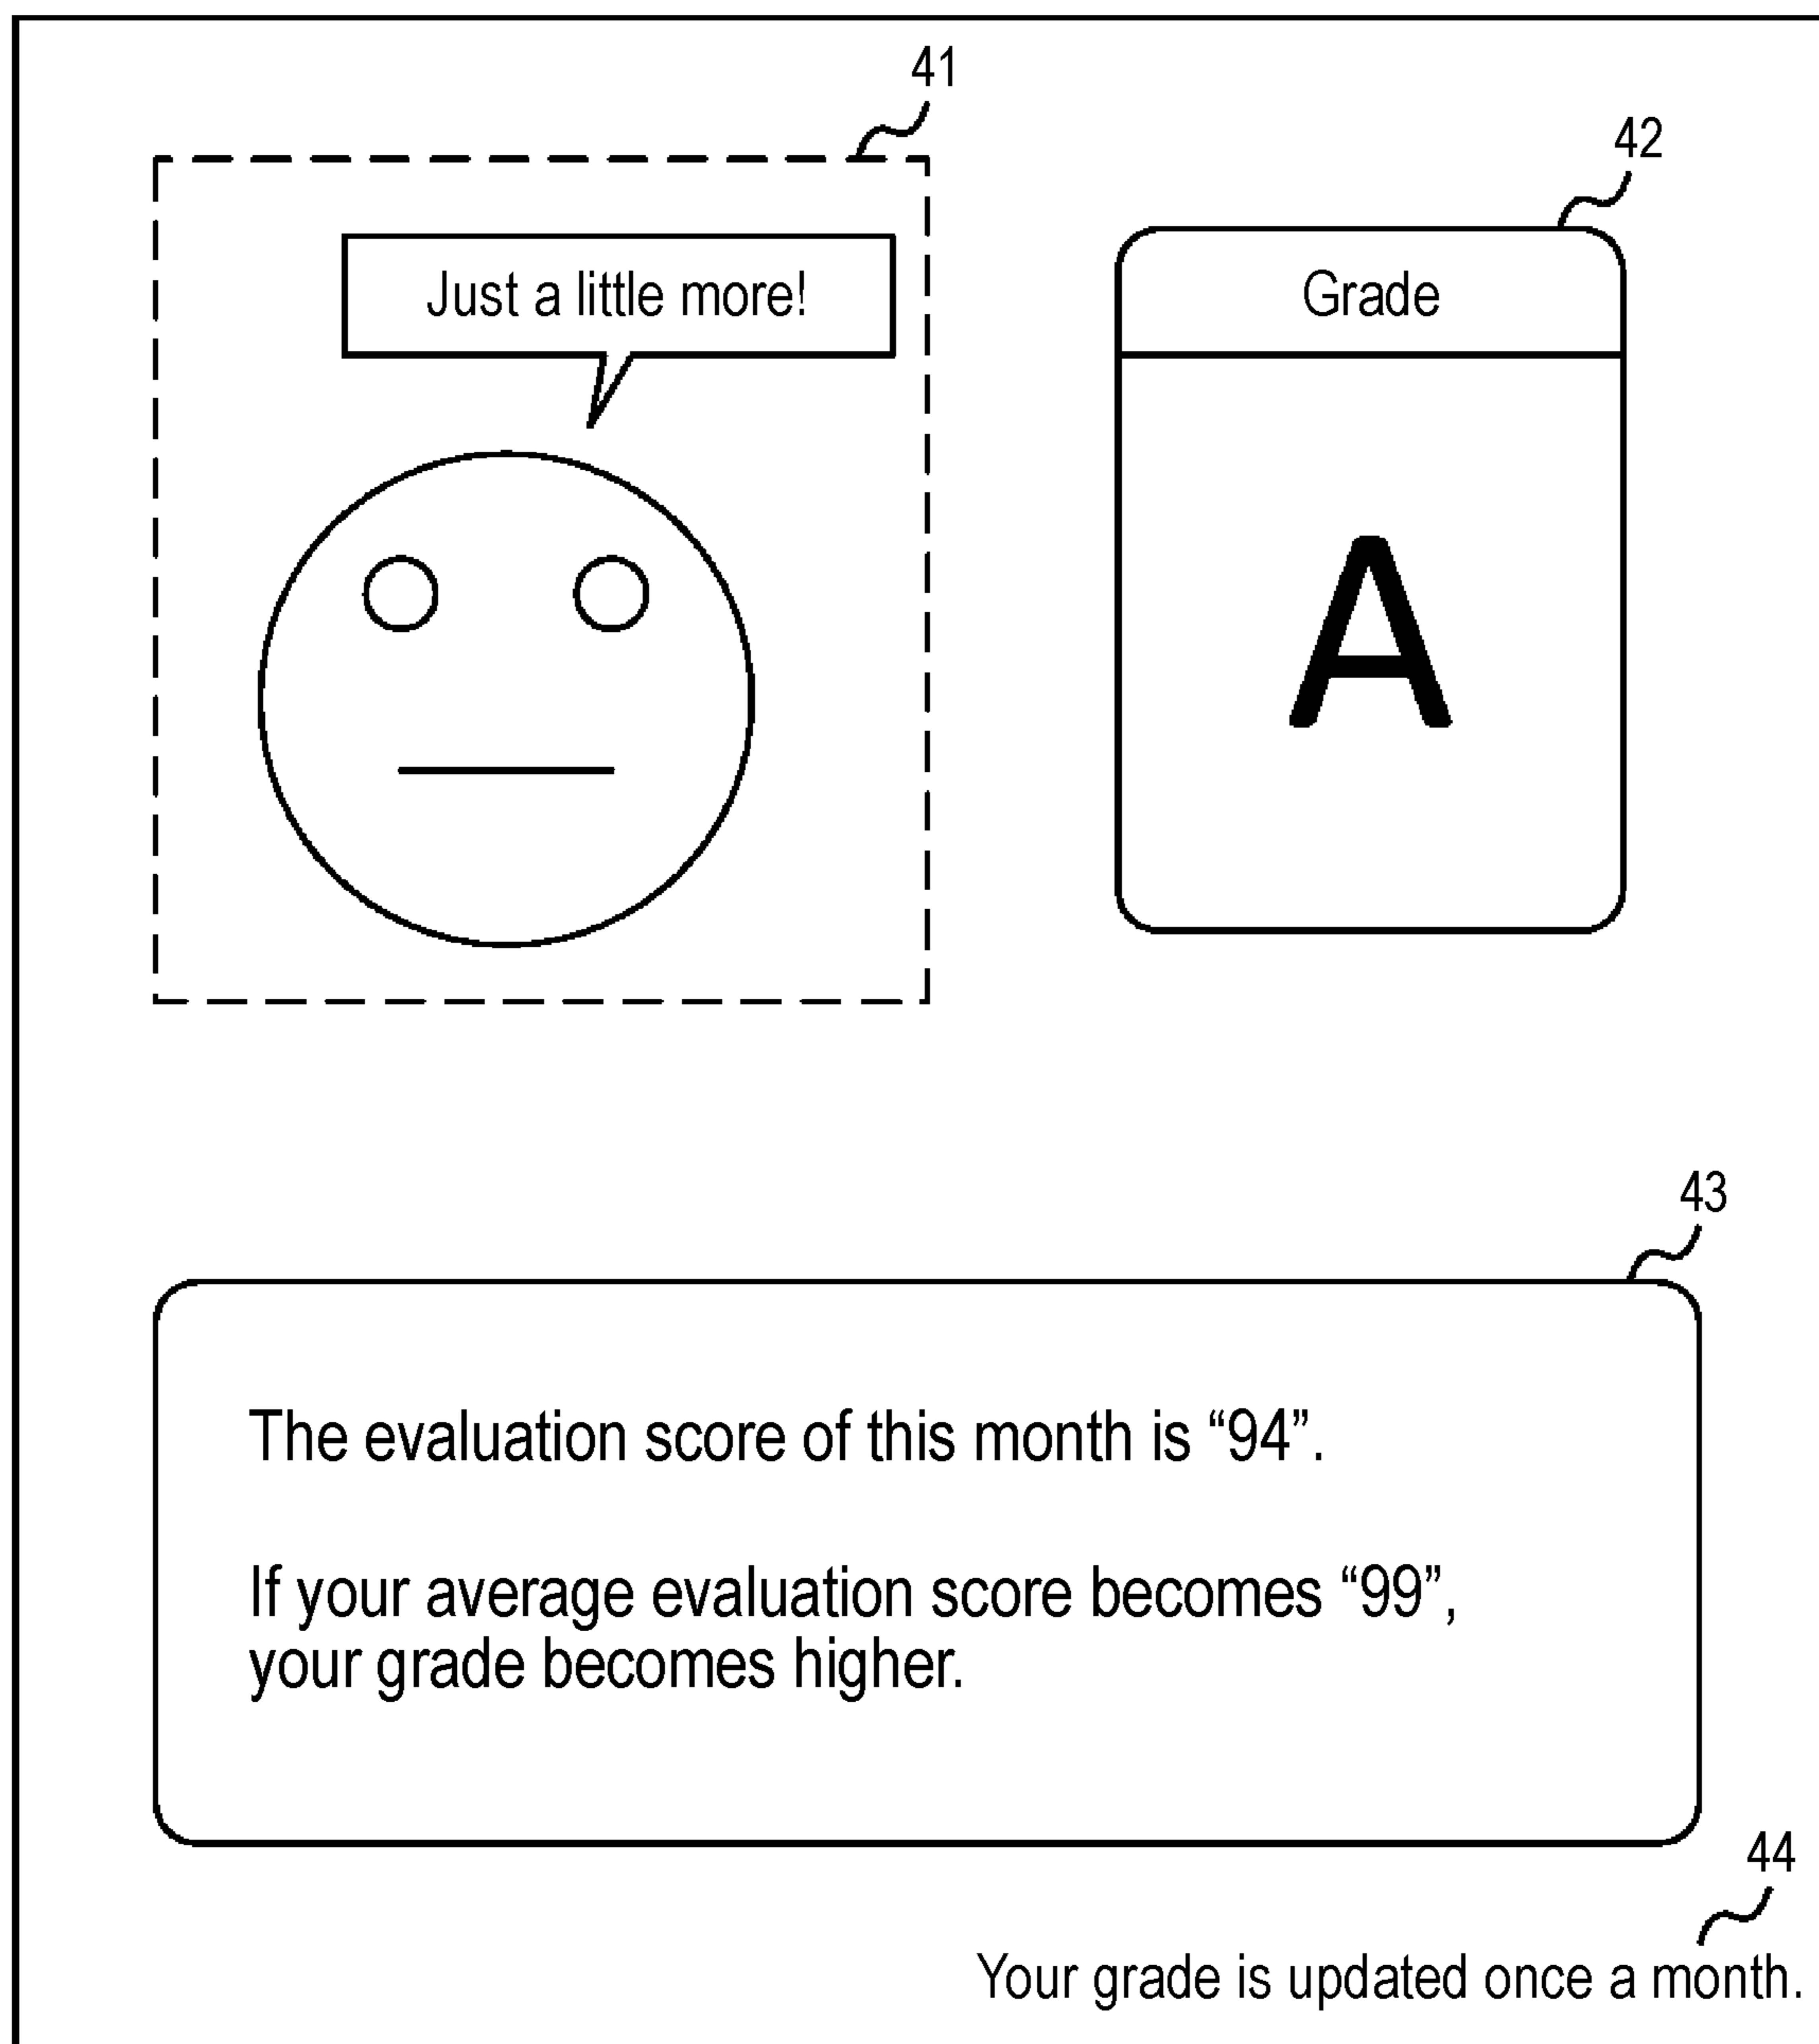 41
42
Just a little more!
Grade
A
43
The evaluation score of this month is “94”.
If your average evaluation score becomes “99”,
your grade becomes higher.
44
Your grade is updated once a month.